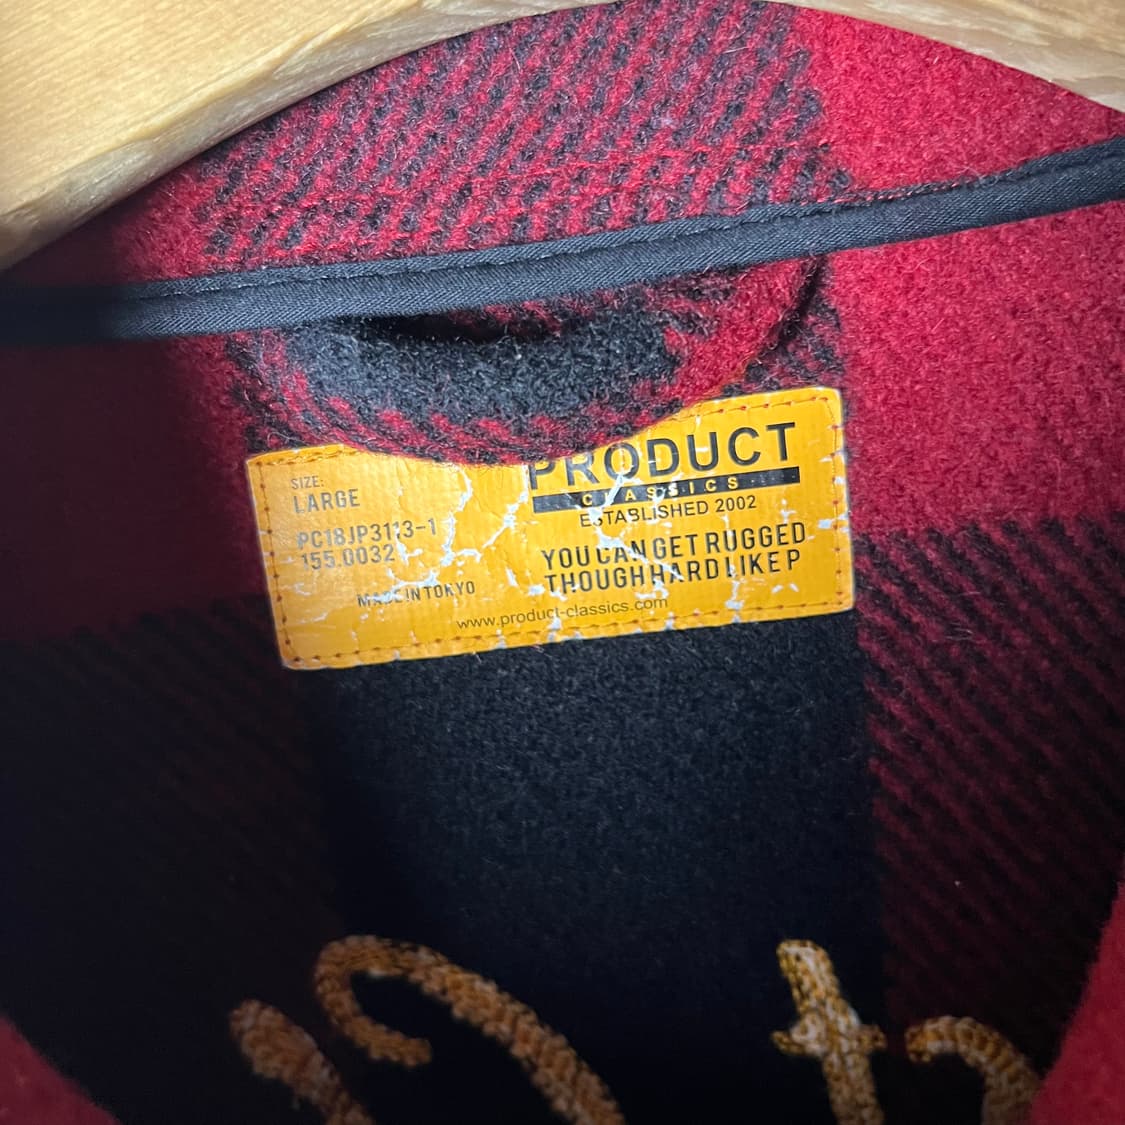 SIZE:
LARGE
PC18JP3113-1
155.0032
MADE IN TOKYO
PRODUCT
CLASSICS
ESTABLISHED 2002
YOU CAN GET RUGGED
THOUGH HARD LIKE P
www.product-classics.com